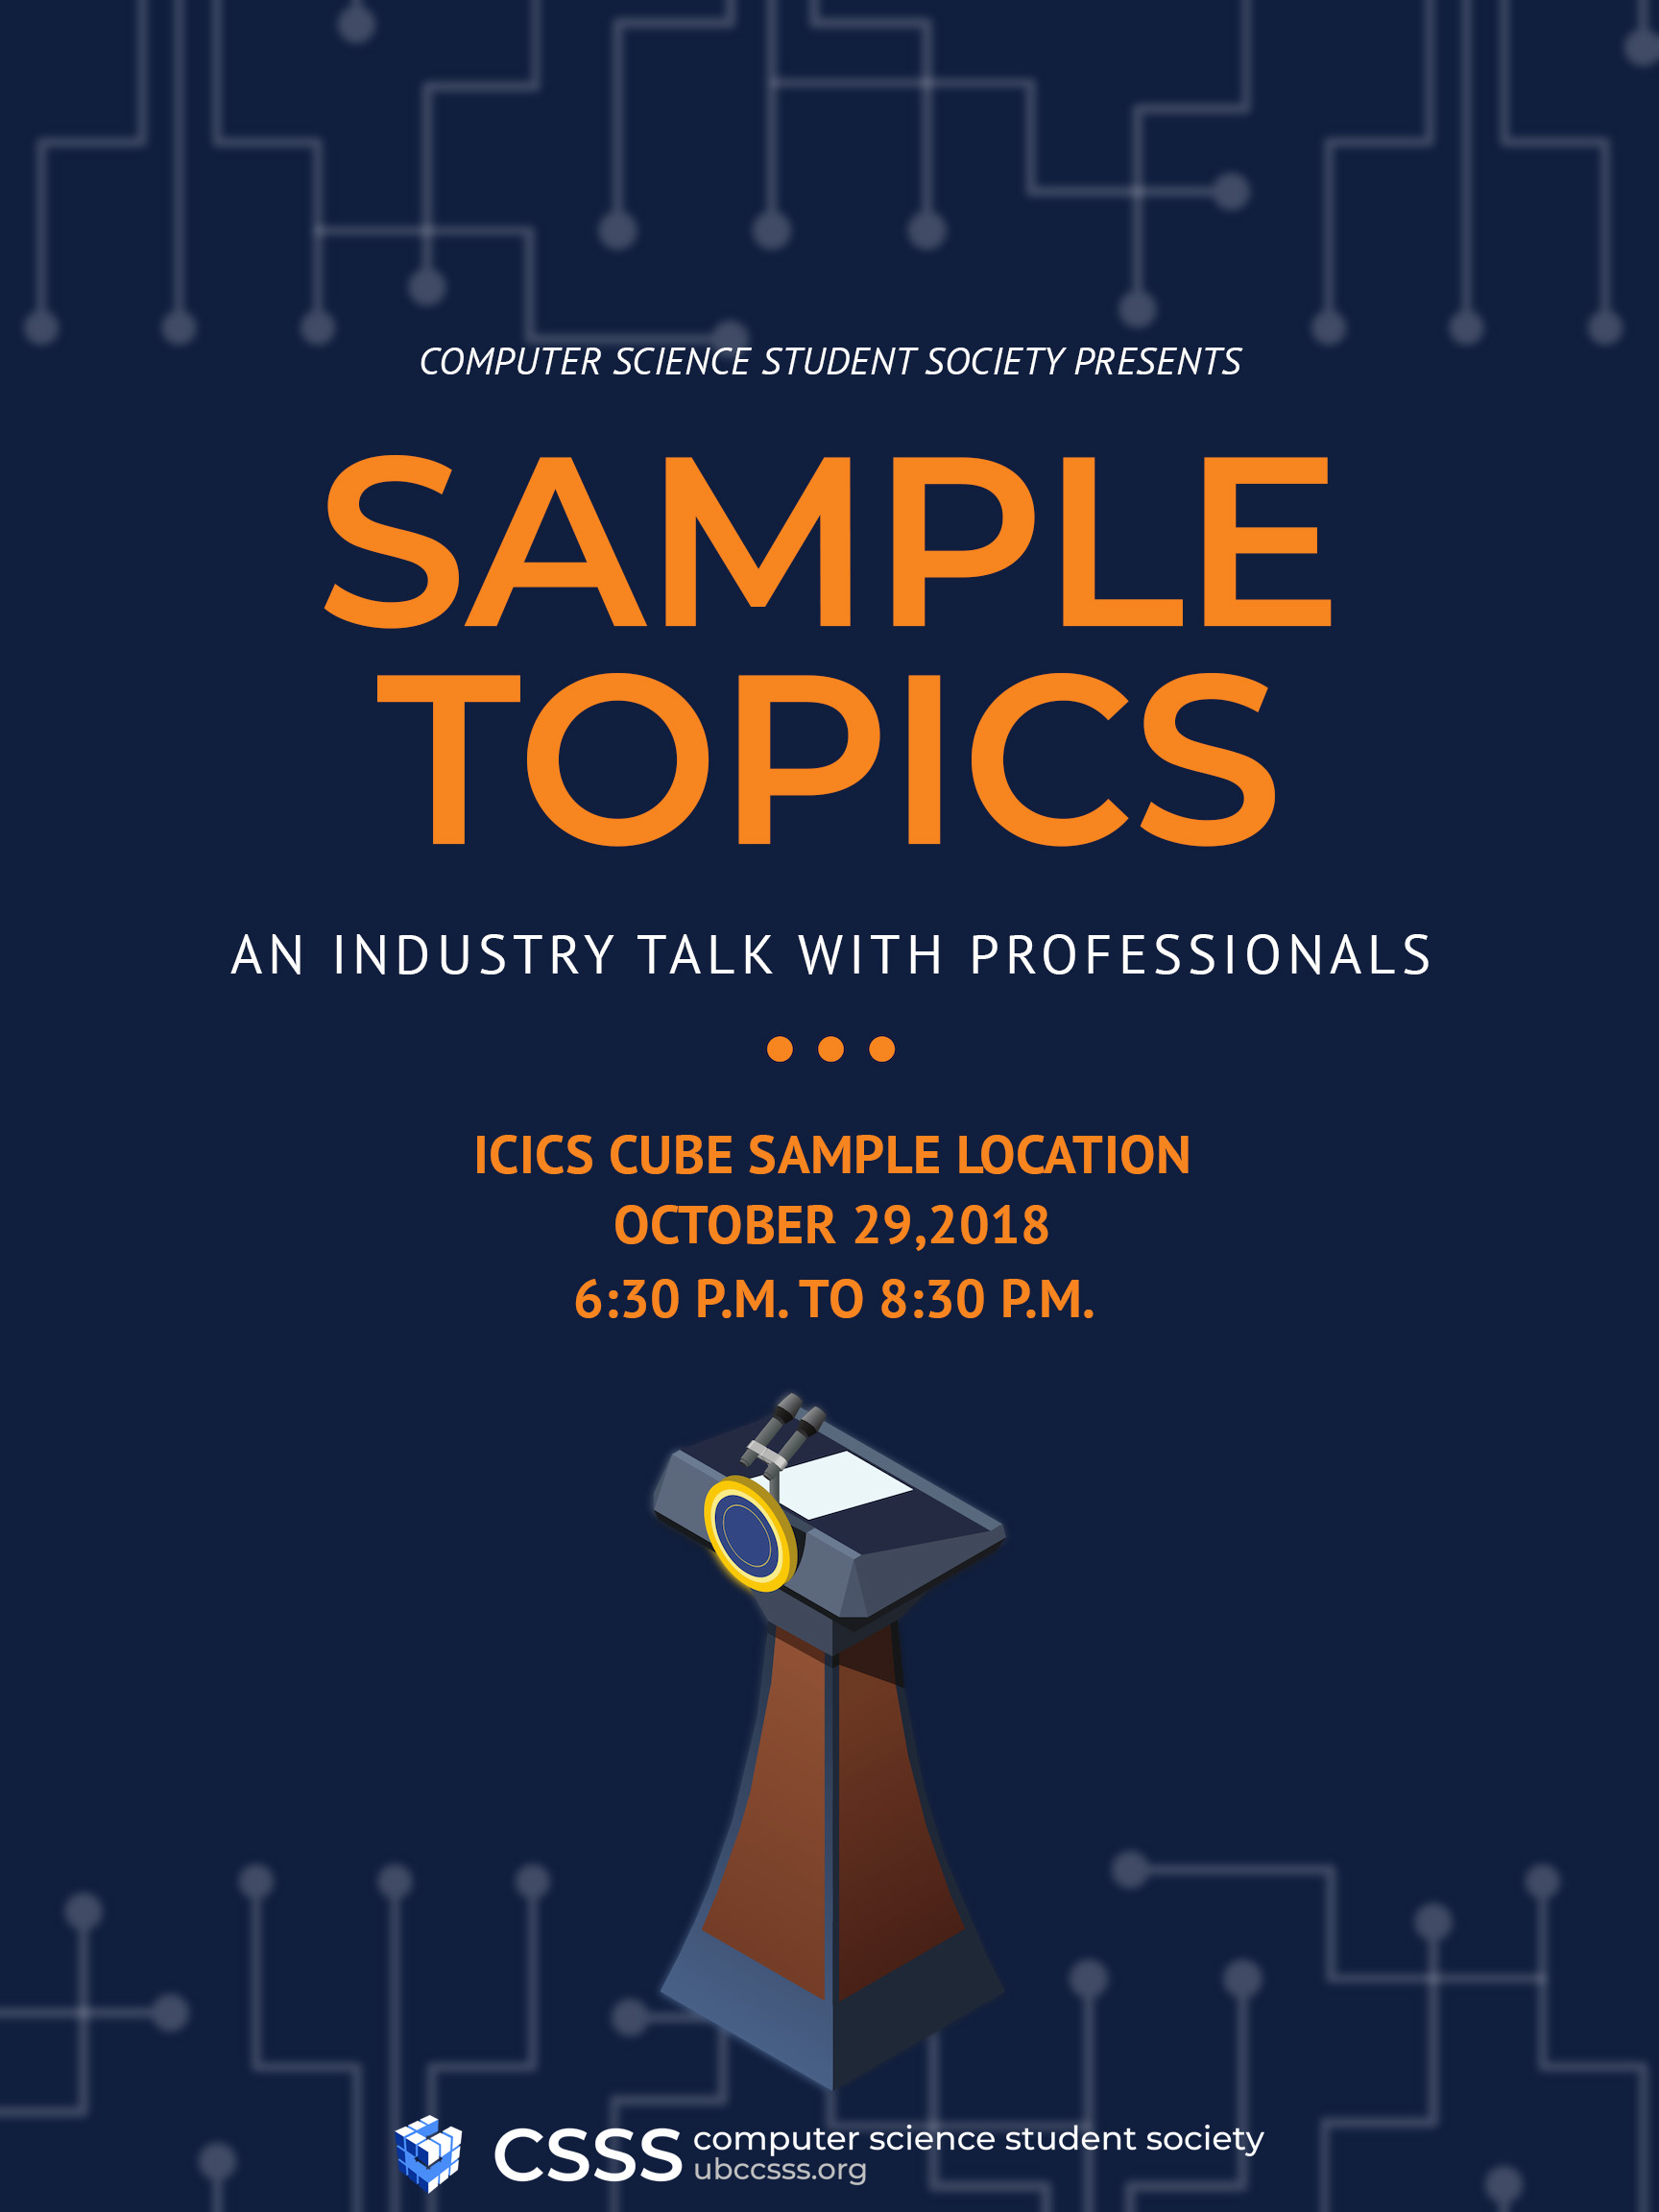 COMPUTER SCIENCE STUDENT SOCIETY PRESENTS
SAMPLE
TOPICS
AN INDUSTRY TALK WITH PROFESSIONALS
ICICS CUBE SAMPLE LOCATION
OCTOBER 29,2018
6:30 P.M. TO 8:30 P.M.
CSSS computer science student society
ubccsss.org